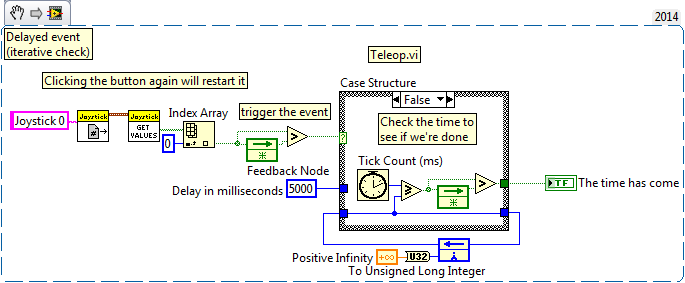 2014
Delayed event
(iterative check)
Teleop.vi
Clicking the button again will restart it
Case Structure
Joystick 0
Joystick
#
Joystick
GET
VALUES
Index Array
0
trigger the event
>
Feedback Node
False
Check the time to
see if we're done
?
Tick Count (ms)
≥
>
TF
The time has come
Delay in milliseconds
5000
Positive Infinity
+∞
U32
To Unsigned Long Integer